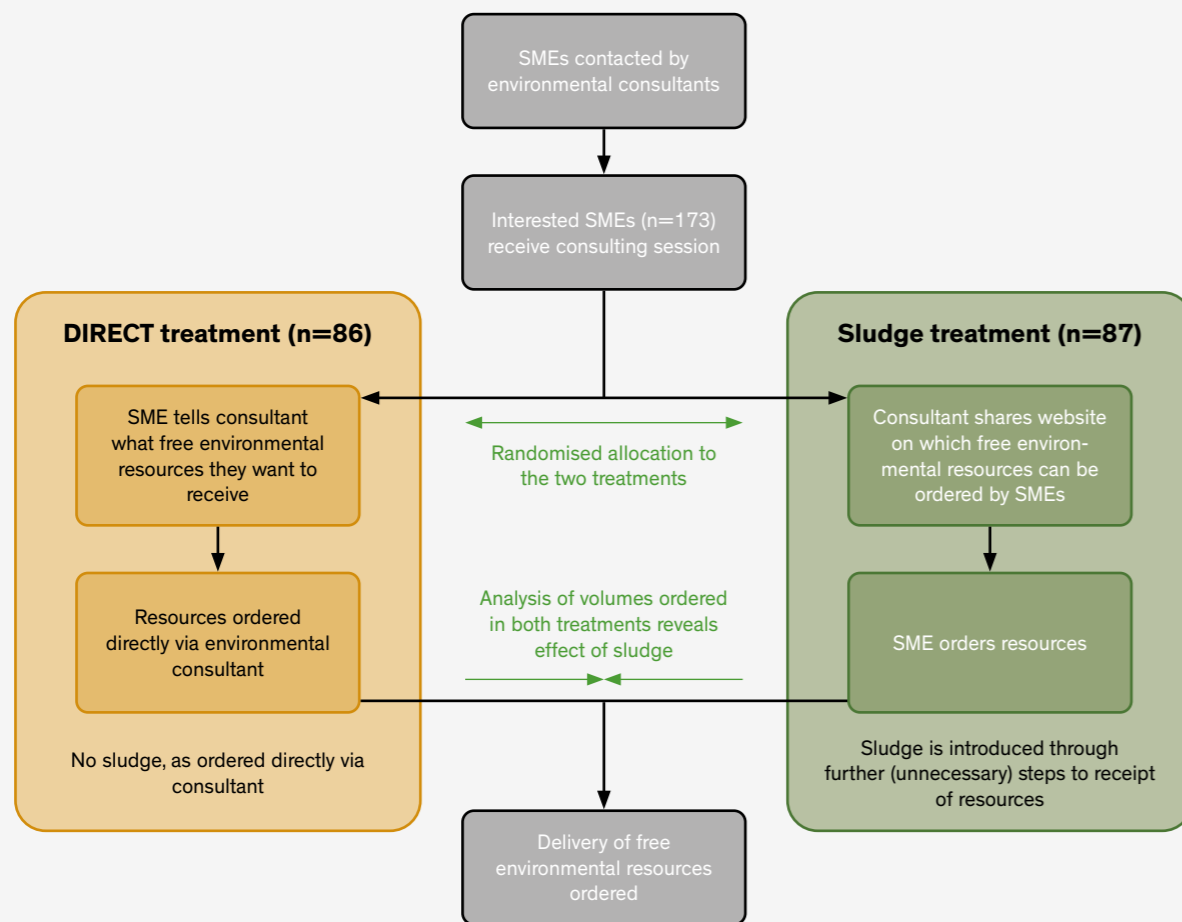 SMEs contacted by
environmental consultants
Interested SMEs (n=173)
receive consulting session
DIRECT treatment (n=86)
SME tells consultant
what free environmental
resources they want to
receive
Resources ordered
directly via environmental
consultant
No sludge, as ordered directly via
consultant
Randomised allocation to
the two treatments
Analysis of volumes ordered
in both treatments reveals
effect of sludge
Sludge treatment (n=87)
Consultant shares website
on which free environ-
mental resources can be
ordered by SMEs
SME orders resources
Sludge is introduced through
further (unnecessary) steps to receipt
of resources
Delivery of free
environmental resources
ordered